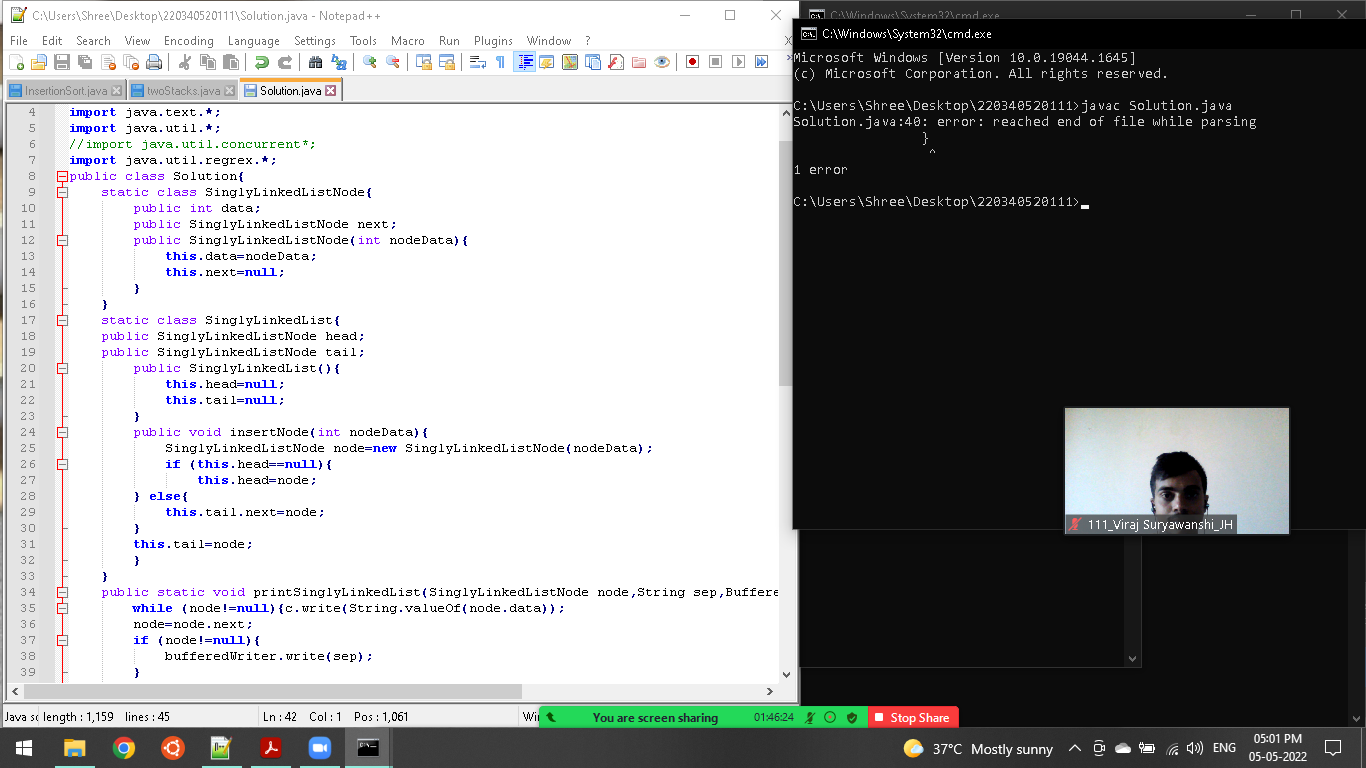 C:\Users\Shree\Desktop\220340520111\Solution.java - Notepad++
File Edit Search View Encoding Language Settings Tools Macro Run Plugins Window ?
InsertionSort.java twoStacks.java Solution.java
4 import java.text.*;
5 import java.util.*;
6 //import java.util.concurrent*;
7 import java.util.regrex.*;
8 public class Solution{
9 static class SinglyLinkedListNode{
10 public int data;
11 public SinglyLinkedListNode next;
12 public SinglyLinkedListNode(int nodeData){
13 this.data=nodeData;
14 this.next=null;
15 }
16 }
17 static class SinglyLinkedList{
18 public SinglyLinkedListNode head;
19 public SinglyLinkedListNode tail;
20 public SinglyLinkedList(){
21 this.head=null;
22 this.tail=null;
23 }
24 public void insertNode(int nodeData){
25 SinglyLinkedListNode node=new SinglyLinkedListNode(nodeData);
26 if (this.head==null){
27 this.head=node;
28 } else{
29 this.tail.next=node;
30 }
31 this.tail=node;
32 }
33 }
34 public static void printSinglyLinkedList(SinglyLinkedListNode node,String sep,Buffere
35 while (node!=null){c.write(String.valueOf(node.data));
36 node=node.next;
37 if (node!=null){
38 bufferedWriter.write(sep);
39 }
Java sc length : 1,159 lines : 45 Ln : 42 Col : 1 Pos : 1,061 Wi
C:\Windows\System32\cmd.exe
C:\Windows\System32\cmd.exe
Microsoft Windows [Version 10.0.19044.1645]
(c) Microsoft Corporation. All rights reserved.
C:\Users\Shree\Desktop\220340520111>javac Solution.java
Solution.java:40: error: reached end of file while parsing
}
^
1 error
C:\Users\Shree\Desktop\220340520111>
111_Viraj Suryawanshi_JH
You are screen sharing 01:46:24 Stop Share
37°C Mostly sunny ENG 05:01 PM
05-05-2022